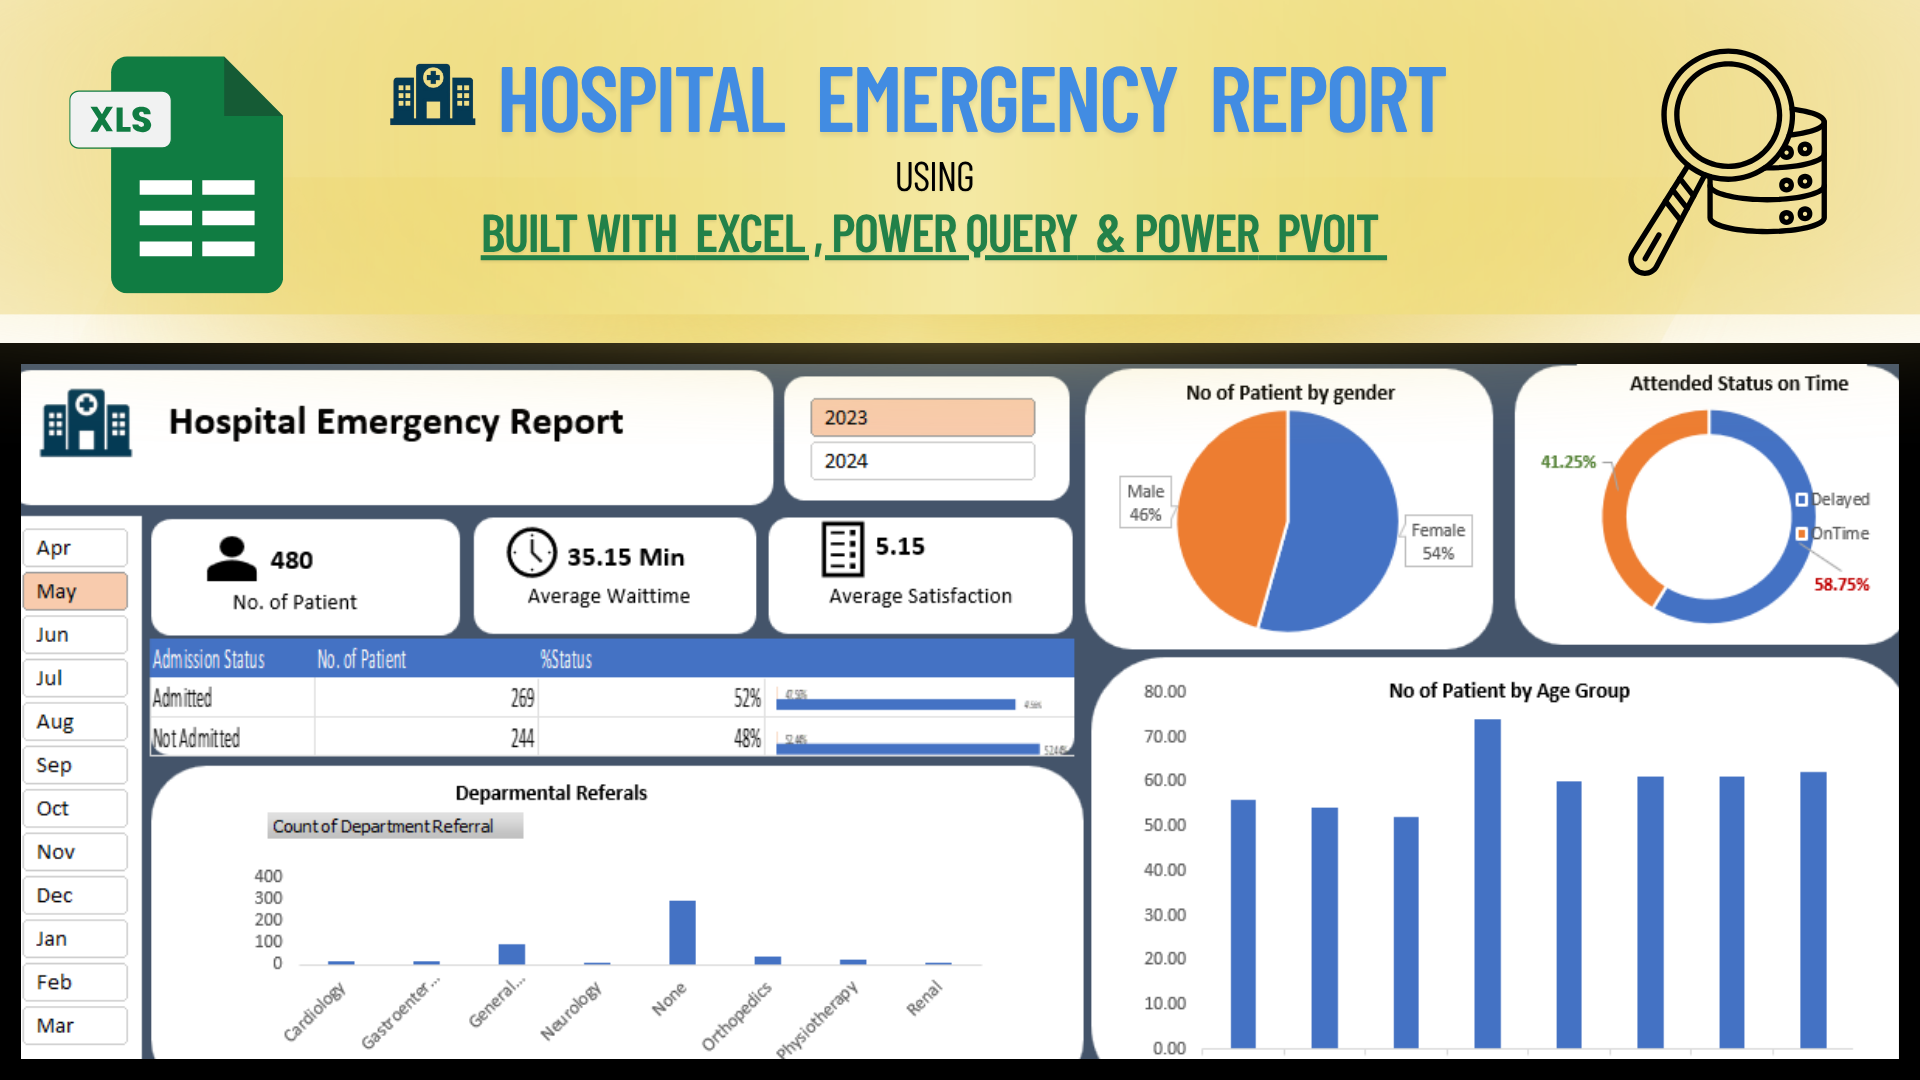 XLS
HOSPITAL EMERGENCY REPORT
USING
BUILT WITH EXCEL , POWER QUERY & POWER PVOIT
Hospital Emergency Report
2023
2024
Apr
May
Jun
Jul
Aug
Sep
Oct
Nov
Dec
Jan
Feb
Mar
480
No. of Patient
35.15 Min
Average Waittime
5.15
Average Satisfaction
Admission Status No. of Patient %Status
Admitted 269 52%
Not Admitted 244 48%
Deparmental Referals
Count of Department Referral
400
300
200
100
0
Cardiology
Gastroenter...
General...
Neurology
None
Orthopedics
Physiotherapy
Renal
No of Patient by gender
Male
46%
Female
54%
Attended Status on Time
41.25%
Delayed
OnTime
58.75%
No of Patient by Age Group
80.00
70.00
60.00
50.00
40.00
30.00
20.00
10.00
0.00